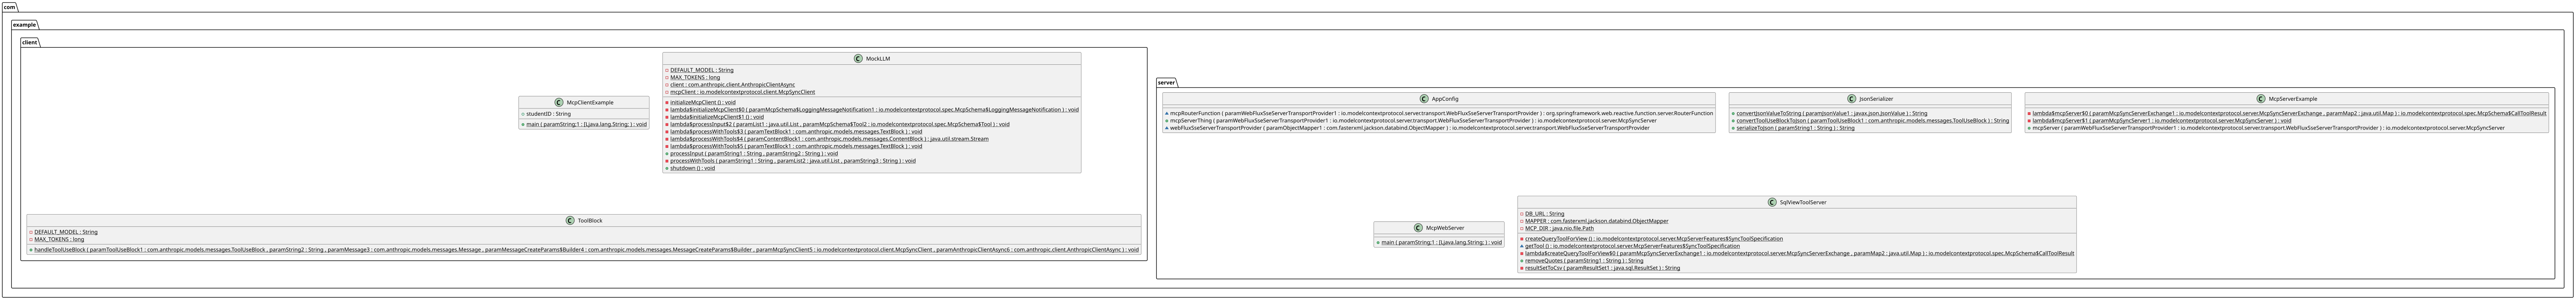 com
example
client
McpClientExample
studentID : String
main ( paramString;1 : [Ljava.lang.String; ) : void
MockLLM
DEFAULT_MODEL : String
MAX_TOKENS : long
client : com.anthropic.client.AnthropicClientAsync
mcpClient : io.modelcontextprotocol.client.McpSyncClient
initializeMcpClient () : void
lambda$initializeMcpClient$0 ( paramMcpSchema$LoggingMessageNotification1 : io.modelcontextprotocol.spec.McpSchema$LoggingMessageNotification ) : void
lambda$initializeMcpClient$1 () : void
lambda$processInput$2 ( paramList1 : java.util.List , paramMcpSchema$Tool2 : io.modelcontextprotocol.spec.McpSchema$Tool ) : void
lambda$processWithTools$3 ( paramTextBlock1 : com.anthropic.models.messages.TextBlock ) : void
lambda$processWithTools$4 ( paramContentBlock1 : com.anthropic.models.messages.ContentBlock ) : java.util.stream.Stream
lambda$processWithTools$5 ( paramTextBlock1 : com.anthropic.models.messages.TextBlock ) : void
processInput ( paramString1 : String , paramString2 : String ) : void
processWithTools ( paramString1 : String , paramList2 : java.util.List , paramString3 : String ) : void
shutdown () : void
ToolBlock
DEFAULT_MODEL : String
MAX_TOKENS : long
handleToolUseBlock ( paramToolUseBlock1 : com.anthropic.models.messages.ToolUseBlock , paramString2 : String , paramMessage3 : com.anthropic.models.messages.Message , paramMessageCreateParams$Builder4 : com.anthropic.models.messages.MessageCreateParams$Builder , paramMcpSyncClient5 : io.modelcontextprotocol.client.McpSyncClient , paramAnthropicClientAsync6 : com.anthropic.client.AnthropicClientAsync ) : void
server
AppConfig
mcpRouterFunction ( paramWebFluxSseServerTransportProvider1 : io.modelcontextprotocol.server.transport.WebFluxSseServerTransportProvider ) : org.springframework.web.reactive.function.server.RouterFunction
mcpServerThing ( paramWebFluxSseServerTransportProvider1 : io.modelcontextprotocol.server.transport.WebFluxSseServerTransportProvider ) : io.modelcontextprotocol.server.McpSyncServer
webFluxSseServerTransportProvider ( paramObjectMapper1 : com.fasterxml.jackson.databind.ObjectMapper ) : io.modelcontextprotocol.server.transport.WebFluxSseServerTransportProvider
JsonSerializer
convertJsonValueToString ( paramJsonValue1 : javax.json.JsonValue ) : String
convertToolUseBlockToJson ( paramToolUseBlock1 : com.anthropic.models.messages.ToolUseBlock ) : String
serializeToJson ( paramString1 : String ) : String
McpServerExample
lambda$mcpServer$0 ( paramMcpSyncServerExchange1 : io.modelcontextprotocol.server.McpSyncServerExchange , paramMap2 : java.util.Map ) : io.modelcontextprotocol.spec.McpSchema$CallToolResult
lambda$mcpServer$1 ( paramMcpSyncServer1 : io.modelcontextprotocol.server.McpSyncServer ) : void
mcpServer ( paramWebFluxSseServerTransportProvider1 : io.modelcontextprotocol.server.transport.WebFluxSseServerTransportProvider ) : io.modelcontextprotocol.server.McpSyncServer
McpWebServer
main ( paramString;1 : [Ljava.lang.String; ) : void
SqlViewToolServer
DB_URL : String
MAPPER : com.fasterxml.jackson.databind.ObjectMapper
MCP_DIR : java.nio.file.Path
createQueryToolForView () : io.modelcontextprotocol.server.McpServerFeatures$SyncToolSpecification
getTool () : io.modelcontextprotocol.server.McpServerFeatures$SyncToolSpecification
lambda$createQueryToolForView$0 ( paramMcpSyncServerExchange1 : io.modelcontextprotocol.server.McpSyncServerExchange , paramMap2 : java.util.Map ) : io.modelcontextprotocol.spec.McpSchema$CallToolResult
removeQuotes ( paramString1 : String ) : String
resultSetToCsv ( paramResultSet1 : java.sql.ResultSet ) : String